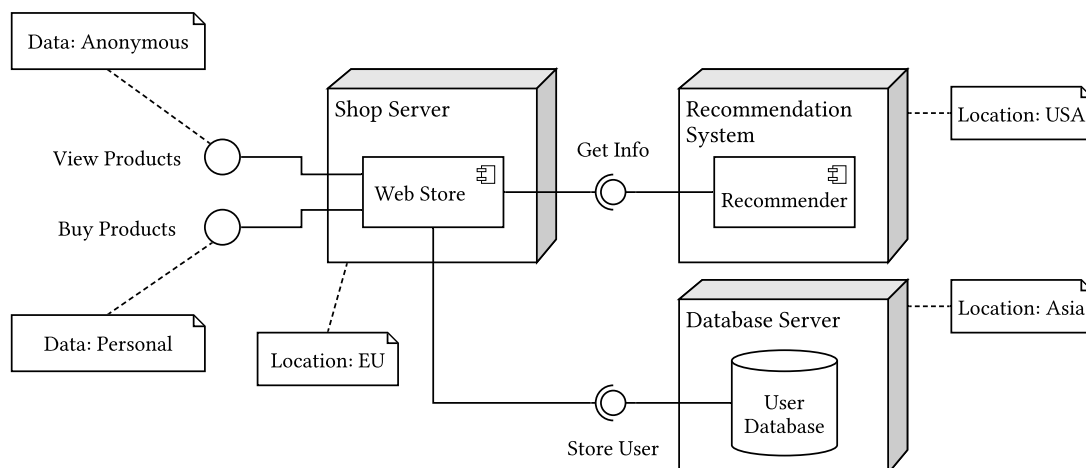 Data: Anonymous
Shop Server
Recommendation
System
Location: USA
View Products
Get Info
Web Store
Recommender
Buy Products
Location: Asia
Database Server
Data: Personal
Location: EU
User
Database
Store User